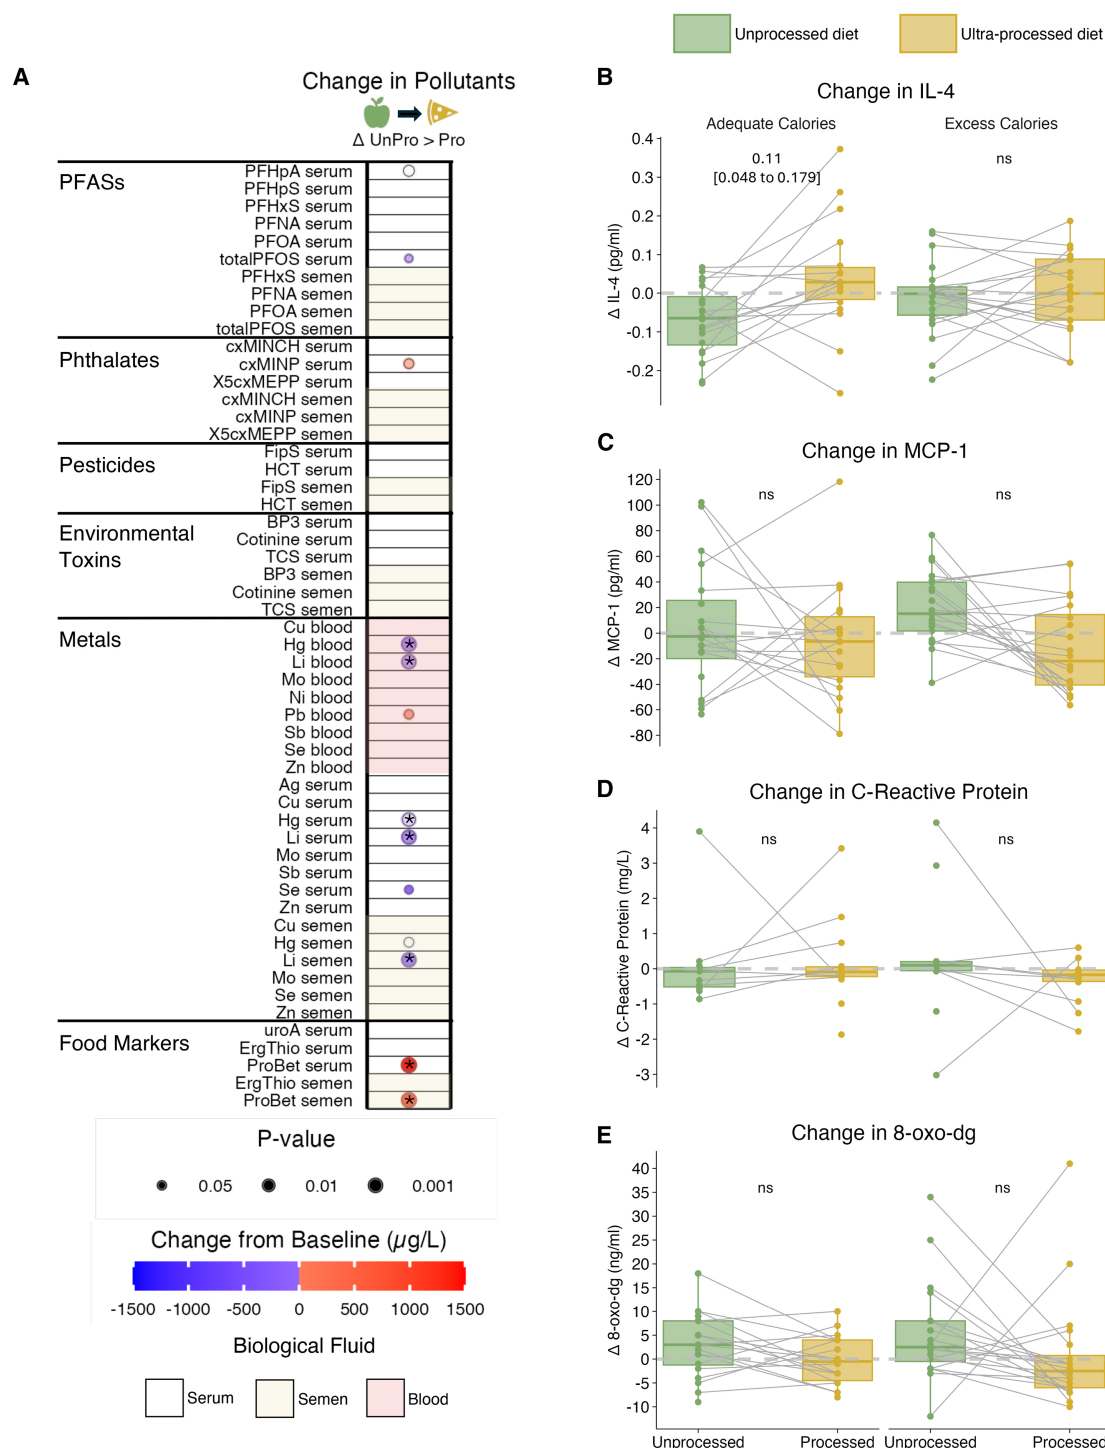 Unprocessed diet
Ultra-processed diet
A
Change in Pollutants
Δ UnPro > Pro
PFASs
PFHpA serum
PFHpS serum
PFHxS serum
PFNA serum
PFOA serum
totalPFOS serum
PFHxS semen
PFNA semen
PFOA semen
totalPFOS semen
Phthalates
cxMINCH serum
cxMINP serum
X5cxMEPP serum
cxMINCH semen
cxMINP semen
X5cxMEPP semen
Pesticides
FipS serum
HCT serum
FipS semen
HCT semen
Environmental
Toxins
BP3 serum
Cotinine serum
TCS serum
BP3 semen
Cotinine semen
TCS semen
Metals
Cu blood
Hg blood
*
Li blood
*
Mo blood
Ni blood
Pb blood
Sb blood
Se blood
Zn blood
Ag serum
Cu serum
Hg serum
*
Li serum
*
Mo serum
Sb serum
Se serum
Zn serum
Cu semen
Hg semen
Li semen
*
Mo semen
Se semen
Zn semen
Food Markers
uroA serum
ErgThio serum
ProBet serum
*
ErgThio semen
ProBet semen
*
P-value
0.05 0.01 0.001
Change from Baseline (µg/L)
-1500 -1000 -500 0 500 1000 1500
Biological Fluid
Serum Semen Blood
B
Change in IL-4
Adequate Calories
Excess Calories
Δ IL-4 (pg/ml)
0.4
0.3
0.2
0.1
0.0
-0.1
-0.2
0.11
[0.048 to 0.179]
ns
C
Change in MCP-1
Δ MCP-1 (pg/ml)
120
100
80
60
40
20
0
-20
-40
-60
-80
ns
ns
D
Change in C-Reactive Protein
Δ C-Reactive Protein (mg/L)
4
3
2
1
0
-1
-2
-3
ns
ns
E
Change in 8-oxo-dg
Δ 8-oxo-dg (ng/ml)
40
35
30
25
20
15
10
5
0
-5
-10
ns
ns
Unprocessed Processed Unprocessed Processed